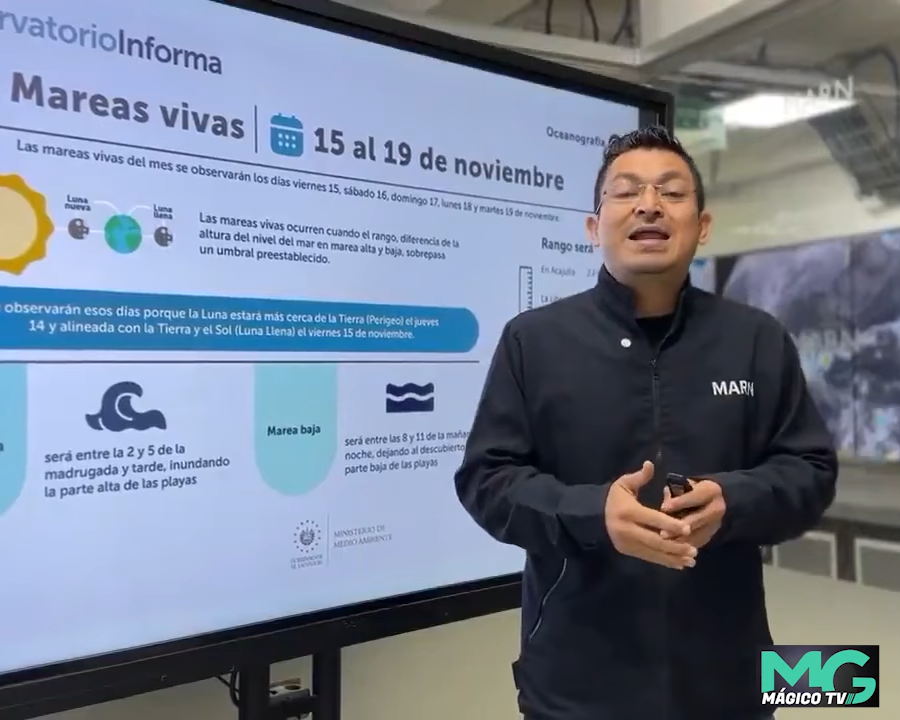 rvatorioInforma
Mareas vivas
15 al 19 de noviembre
Oceanografía
Las mareas vivas del mes se observarán los días viernes 15, sábado 16, domingo 17, lunes 18 y martes 19 de noviembre.
Luna
nueva
Luna
llena
Las mareas vivas ocurren cuando el rango, diferencia de la
altura del nivel del mar en marea alta y baja, sobrepasa
un umbral preestablecido.
Rango será
En Acajutla
observarán esos días porque la Luna estará más cerca de la Tierra (Perigeo) el jueves
14 y alineada con la Tierra y el Sol (Luna Llena) el viernes 15 de noviembre.
será entre la 2 y 5 de la
madrugada y tarde, inundando
la parte alta de las playas
Marea baja
será entre las 8 y 11 de la mañan
noche, dejando al descubierto
parte baja de las playas
MINISTERIO DE
MEDIO AMBIENTE
MARN
MARN
MARN
MG
MÁGICO TV